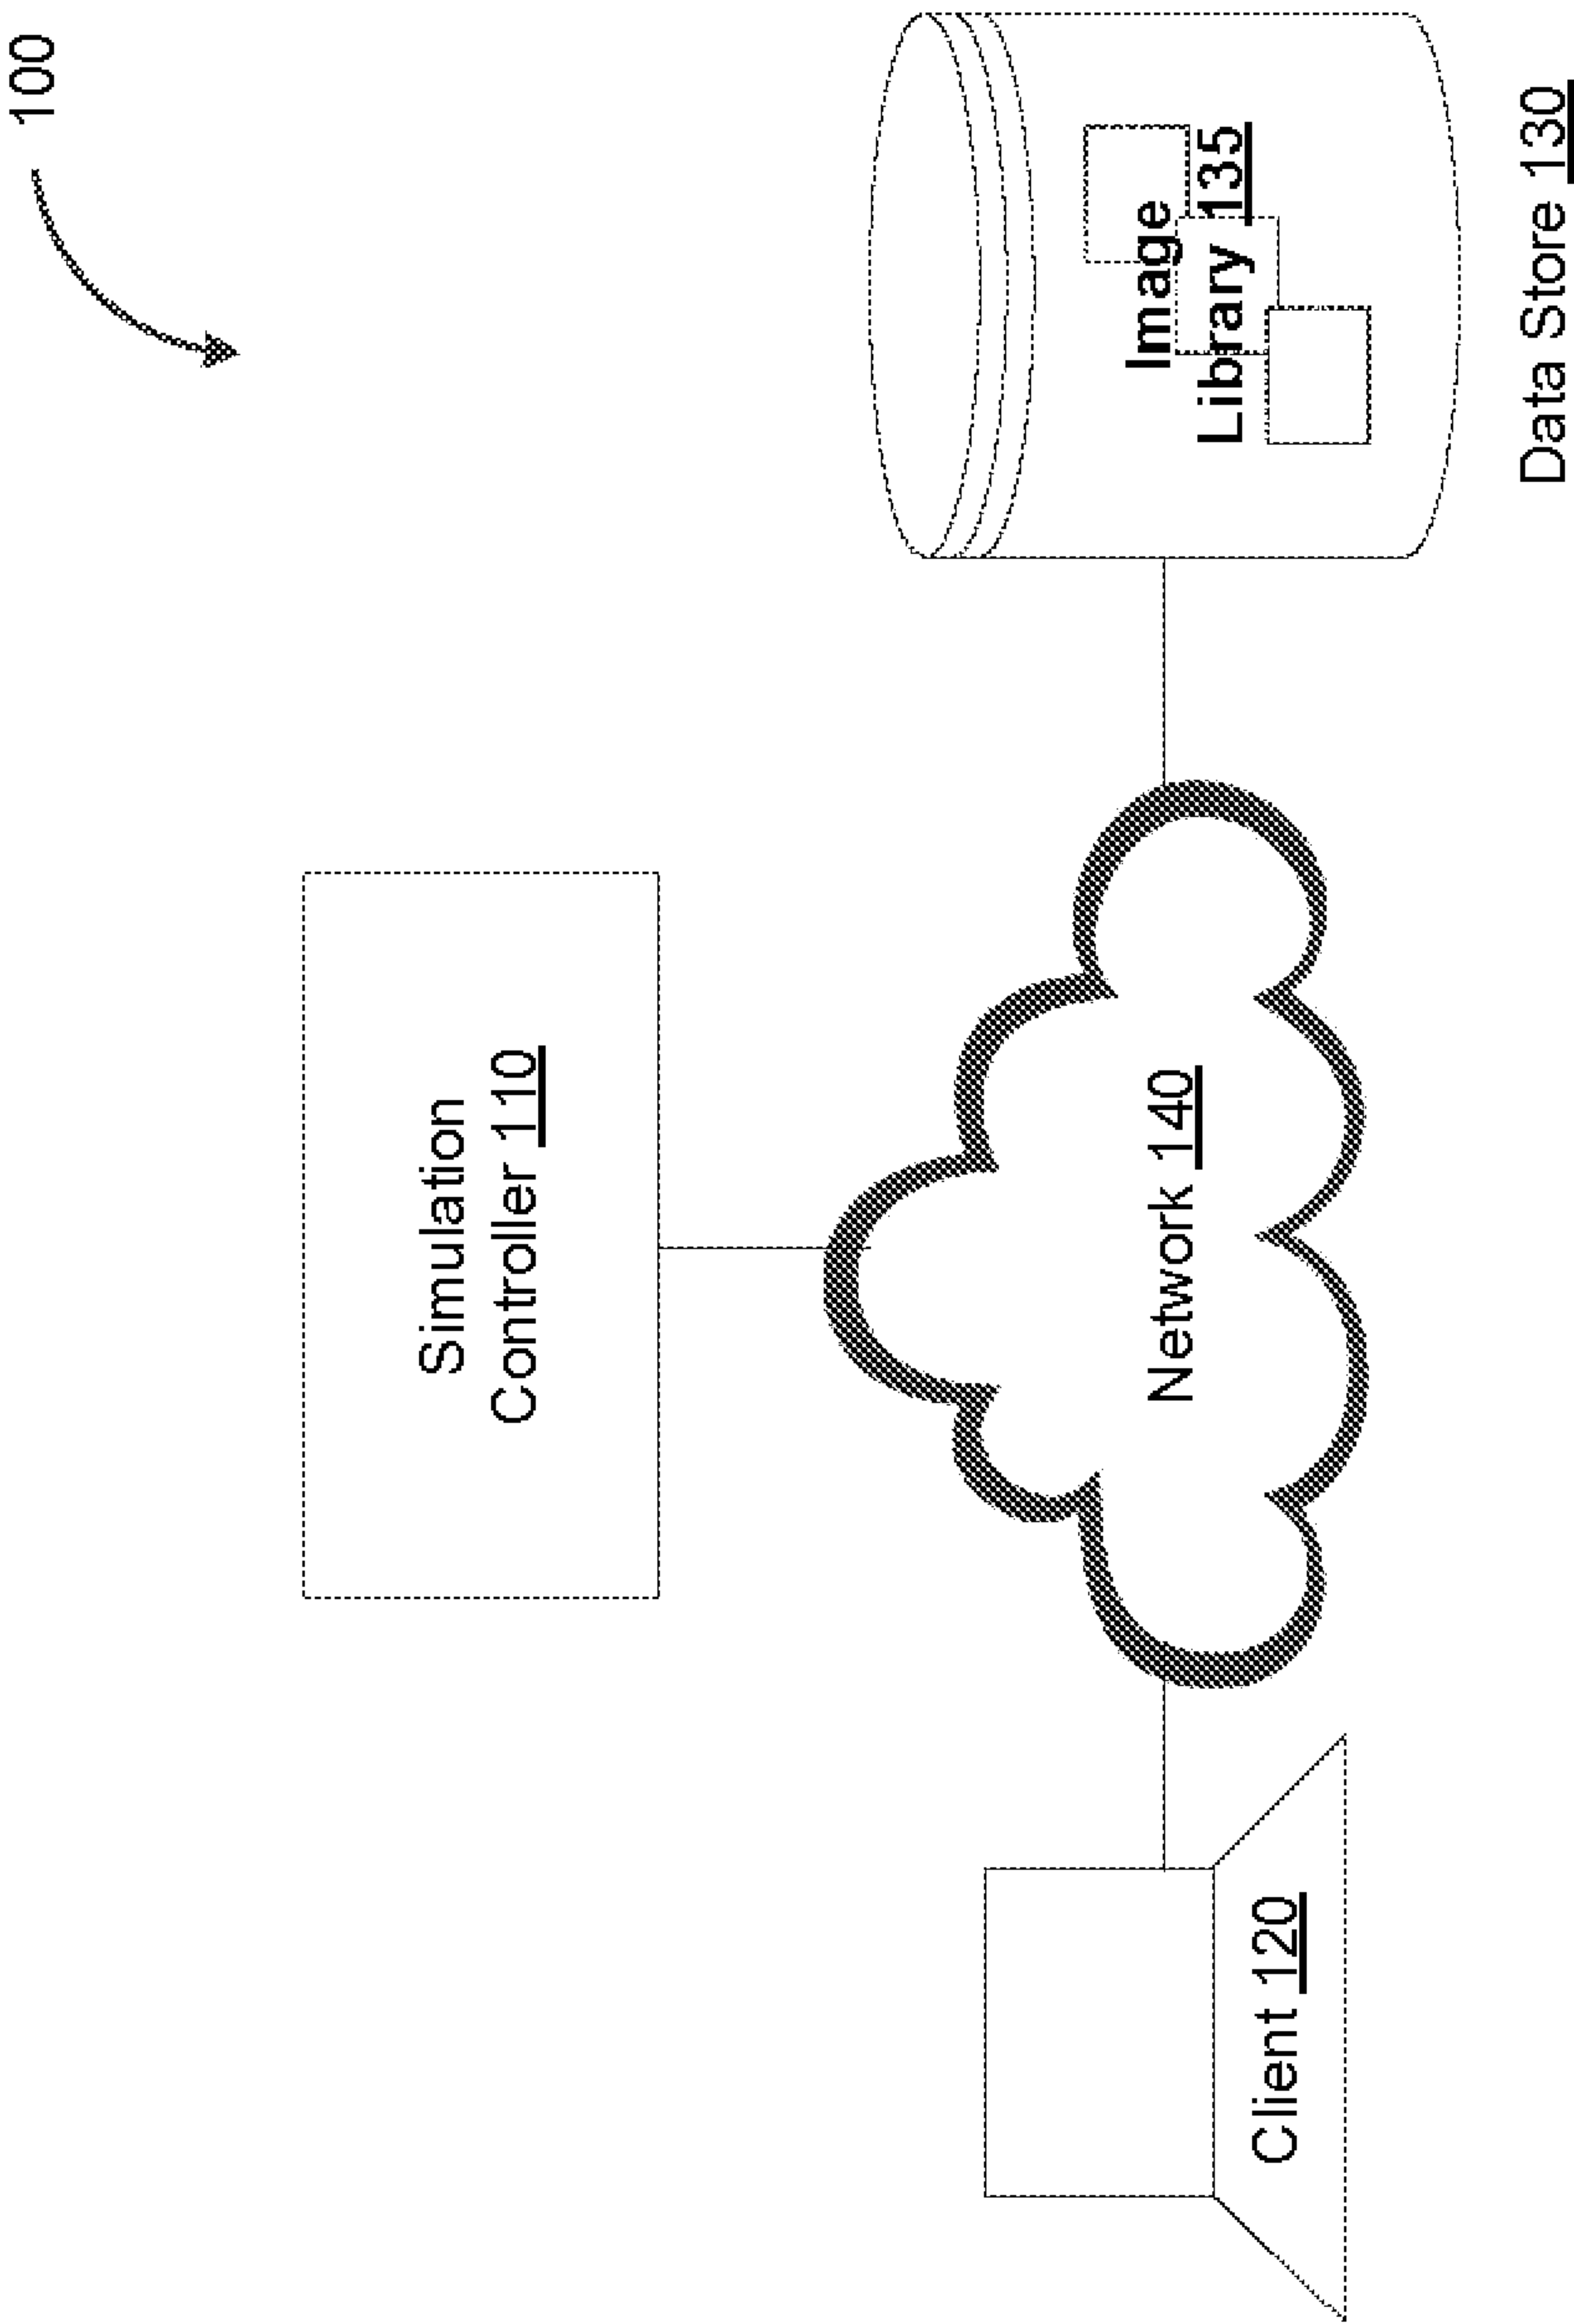 100
Simulation
Controller 110
Image
Library 135
Network 140
Client 120
Data Store 130